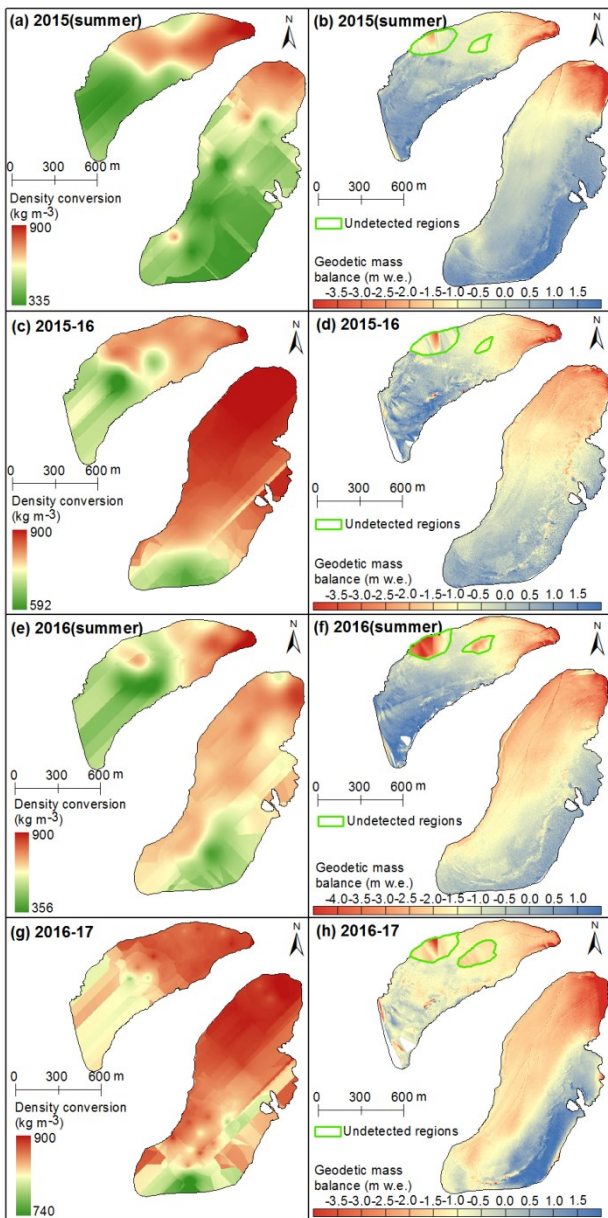 (a) 2015(summer)
N
0 300 600 m
Density conversion
(kg m-3)
900
335
(b) 2015(summer)
N
0 300 600 m
Undetected regions
Geodetic mass
balance (m w.e.)
-3.5 -3.0 -2.5 -1.5 -1.0 -0.5 0.0 0.5 1.0 1.5
(c) 2015-16
N
0 300 600 m
Density conversion
(kg m-3)
900
592
(d) 2015-16
N
0 300 600 m
Undetected regions
Geodetic mass
balance (m w.e.)
-3.5 -3.0 -2.5 -2.0 -1.5 -1.0 -0.5 0.0 0.5 1.0 1.5
(e) 2016(summer)
N
0 300 600 m
Density conversion
(kg m-3)
900
356
(f) 2016(summer)
N
0 300 600 m
Undetected regions
Geodetic mass
balance (m w.e.)
-4.0 -3.0 -2.5 -2.0 -1.5 -1.0 -0.5 0.0 0.5 1.0
(g) 2016-17
N
0 300 600 m
Density conversion
(kg m-3)
900
740
(h) 2016-17
N
0 300 600 m
Undetected regions
Geodetic mass
balance (m w.e.)
-3.5 -3.0 -2.5 -2.0 -1.5 -1.0 -0.5 0.0 0.5 1.0 1.5